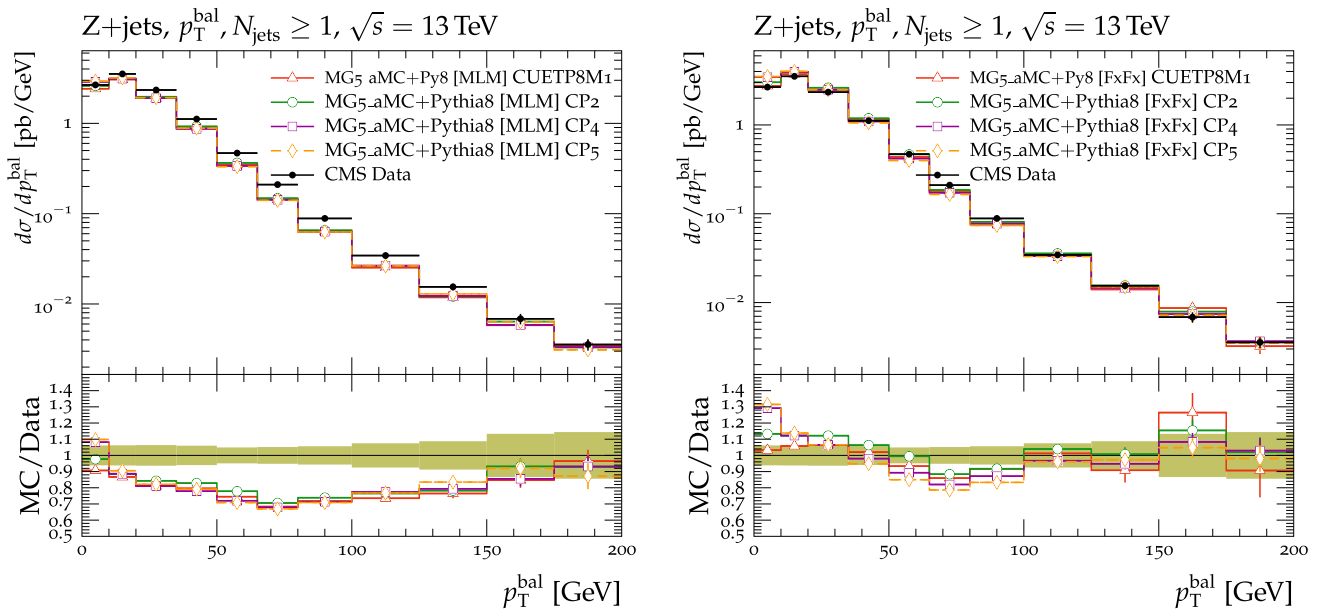 Z+jets, p_T^bal, N_jets ≥ 1, √s = 13 TeV
dσ/dp_T^bal [pb/GeV]
1
10^−1
10^−2
MG5 aMC+Py8 [MLM] CUETP8M1
MG5_aMC+Pythia8 [MLM] CP2
MG5_aMC+Pythia8 [MLM] CP4
MG5_aMC+Pythia8 [MLM] CP5
CMS Data
MC/Data
1.4
1.3
1.2
1.1
1
0.9
0.8
0.7
0.6
0.5
0 50 100 150 200
p_T^bal [GeV]
Z+jets, p_T^bal, N_jets ≥ 1, √s = 13 TeV
dσ/dp_T^bal [pb/GeV]
1
10^−1
10^−2
MG5 aMC+Py8 [FxFx] CUETP8M1
MG5_aMC+Pythia8 [FxFx] CP2
MG5_aMC+Pythia8 [FxFx] CP4
MG5_aMC+Pythia8 [FxFx] CP5
CMS Data
MC/Data
1.4
1.3
1.2
1.1
1
0.9
0.8
0.7
0.6
0.5
0 50 100 150 200
p_T^bal [GeV]